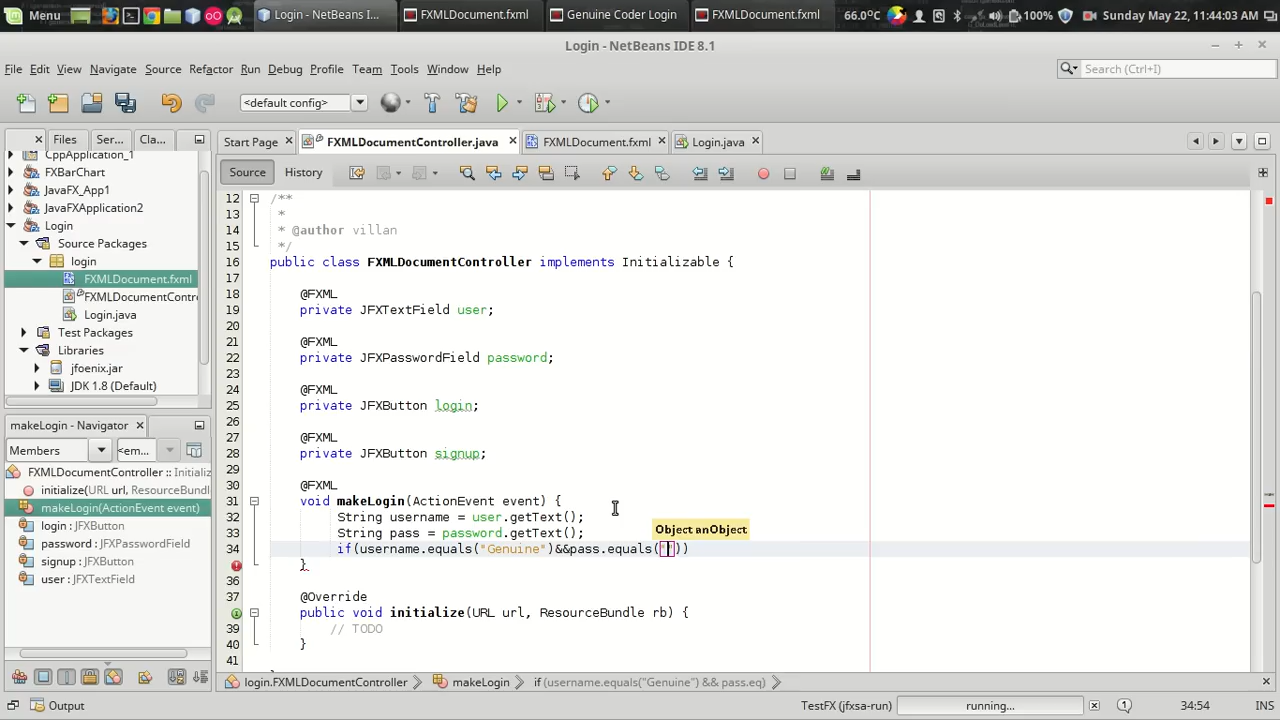 Menu
Login - NetBeans I...
FXMLDocument.fxml
Genuine Coder Login
FXMLDocument.fxml
66.0℃
100%
Sunday May 22, 11:44:03 AM
Login - NetBeans IDE 8.1
File Edit View Navigate Source Refactor Run Debug Profile Team Tools Window Help
Search (Ctrl+I)
<default config>
Files Ser... Cla...
Start Page FXMLDocumentController.java FXMLDocument.fxml Login.java
Source History
CppApplication_1
FXBarChart
JavaFX_App1
JavaFXApplication2
Login
Source Packages
login
FXMLDocument.fxml
FXMLDocumentContro
Login.java
Test Packages
Libraries
jfoenix.jar
JDK 1.8 (Default)
makeLogin - Navigator
Members <em...
FXMLDocumentController :: Initializ
initialize(URL url, ResourceBundl
makeLogin(ActionEvent event)
login : JFXButton
password : JFXPasswordField
signup : JFXButton
user : JFXTextField
12 /**
13 *
14 * @author villan
15 */
16 public class FXMLDocumentController implements Initializable {
17
18 @FXML
19 private JFXTextField user;
20
21 @FXML
22 private JFXPasswordField password;
23
24 @FXML
25 private JFXButton login;
26
27 @FXML
28 private JFXButton signup;
29
30 @FXML
31 void makeLogin(ActionEvent event) {
32 String username = user.getText();
33 String pass = password.getText();
Object anObject
34 if(username.equals("Genuine")&&pass.equals(""))
}
36
37 @Override
public void initialize(URL url, ResourceBundle rb) {
39 // TODO
40 }
41
login.FXMLDocumentController makeLogin if (username.equals("Genuine") && pass.eq)
Output
TestFX (jfxsa-run) running... 1 34:54 INS